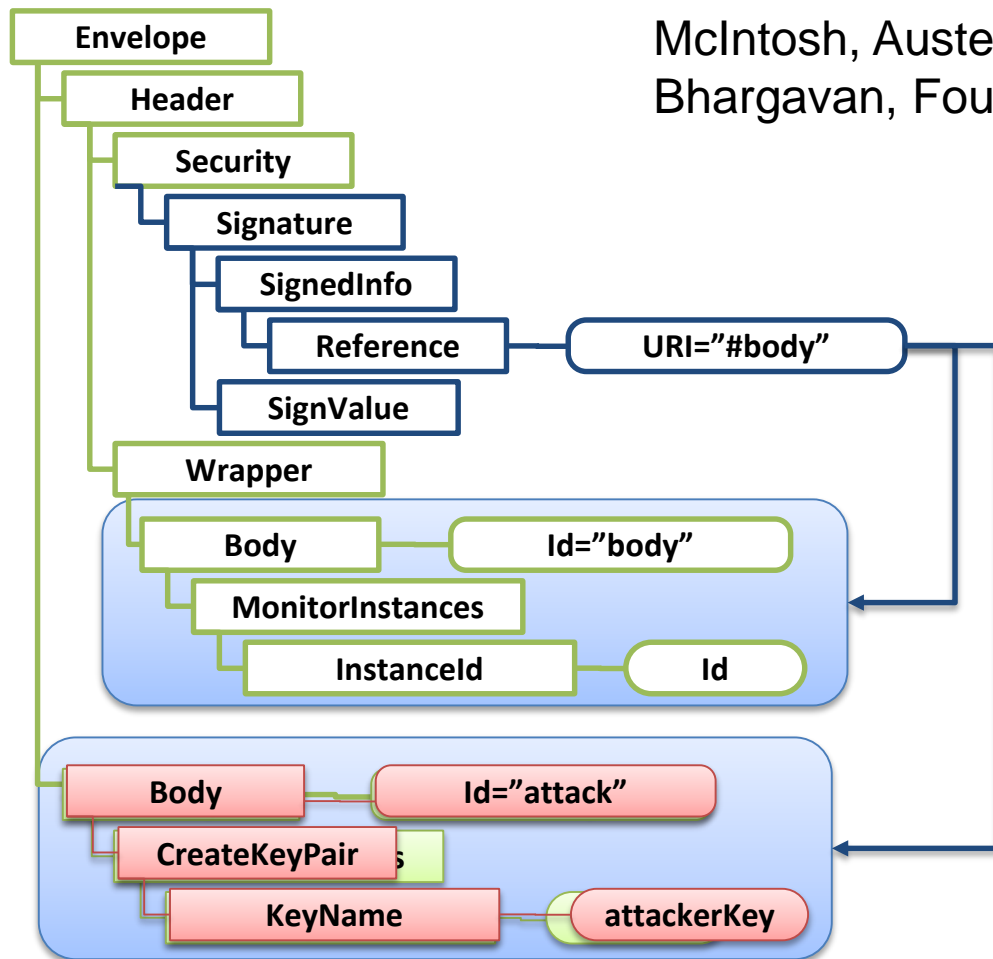 Envelope
McIntosh, Auste
Header
Bhargavan, Fou
Security
Signature
SignedInfo
Reference
URI=”#body”
SignValue
Wrapper
Body
Id=”body”
MonitorInstances
InstanceId
Id
Body
Id=”attack”
CreateKeyPair
s
KeyName
attackerKey